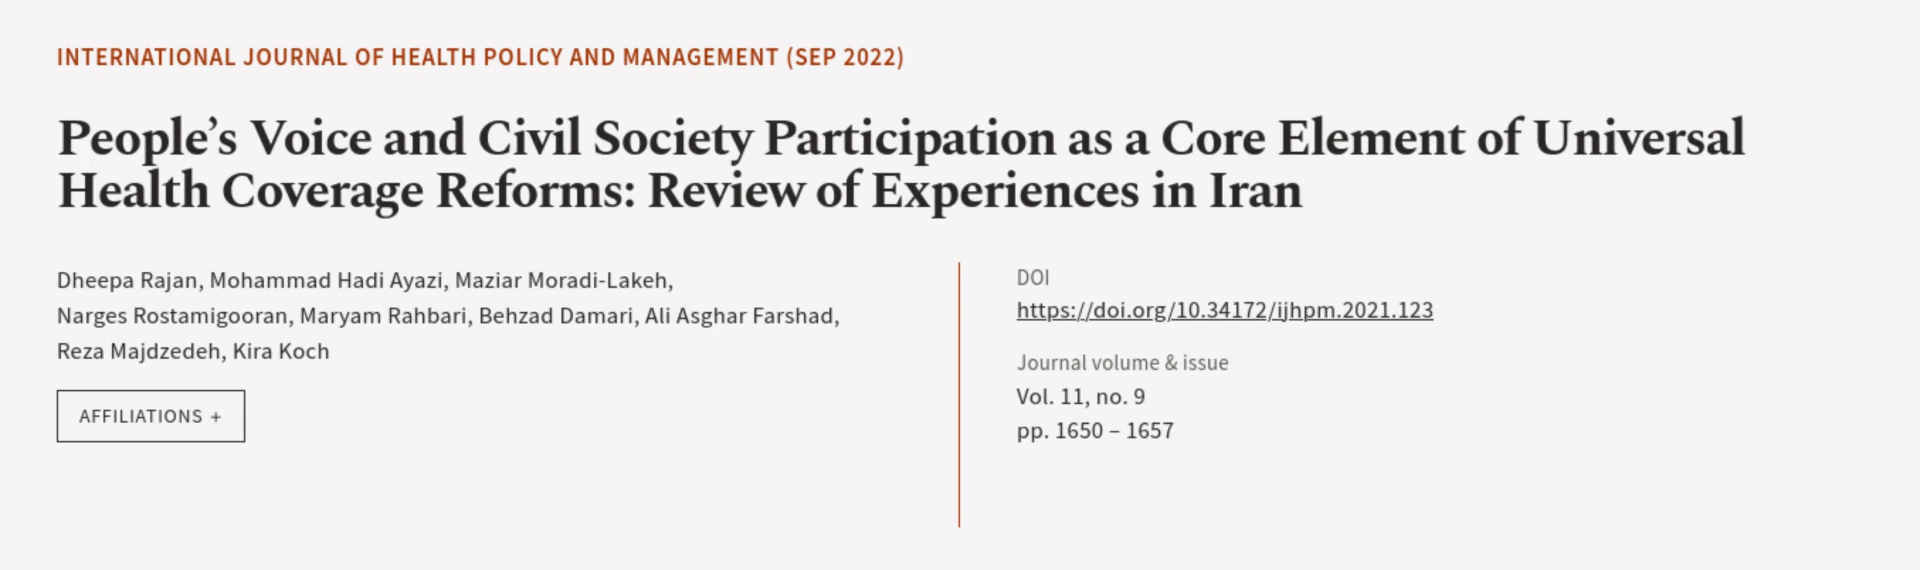 INTERNATIONAL JOURNAL OF HEALTH POLICY AND MANAGEMENT (SEP 2022)
People’s Voice and Civil Society Participation as a Core Element of Universal
Health Coverage Reforms: Review of Experiences in Iran
Dheepa Rajan, Mohammad Hadi Ayazi, Maziar Moradi-Lakeh,
Narges Rostamigooran, Maryam Rahbari, Behzad Damari, Ali Asghar Farshad,
Reza Majdzedeh, Kira Koch
AFFILIATIONS +
DOI
https://doi.org/10.34172/ijhpm.2021.123
Journal volume & issue
Vol. 11, no. 9
pp. 1650 – 1657